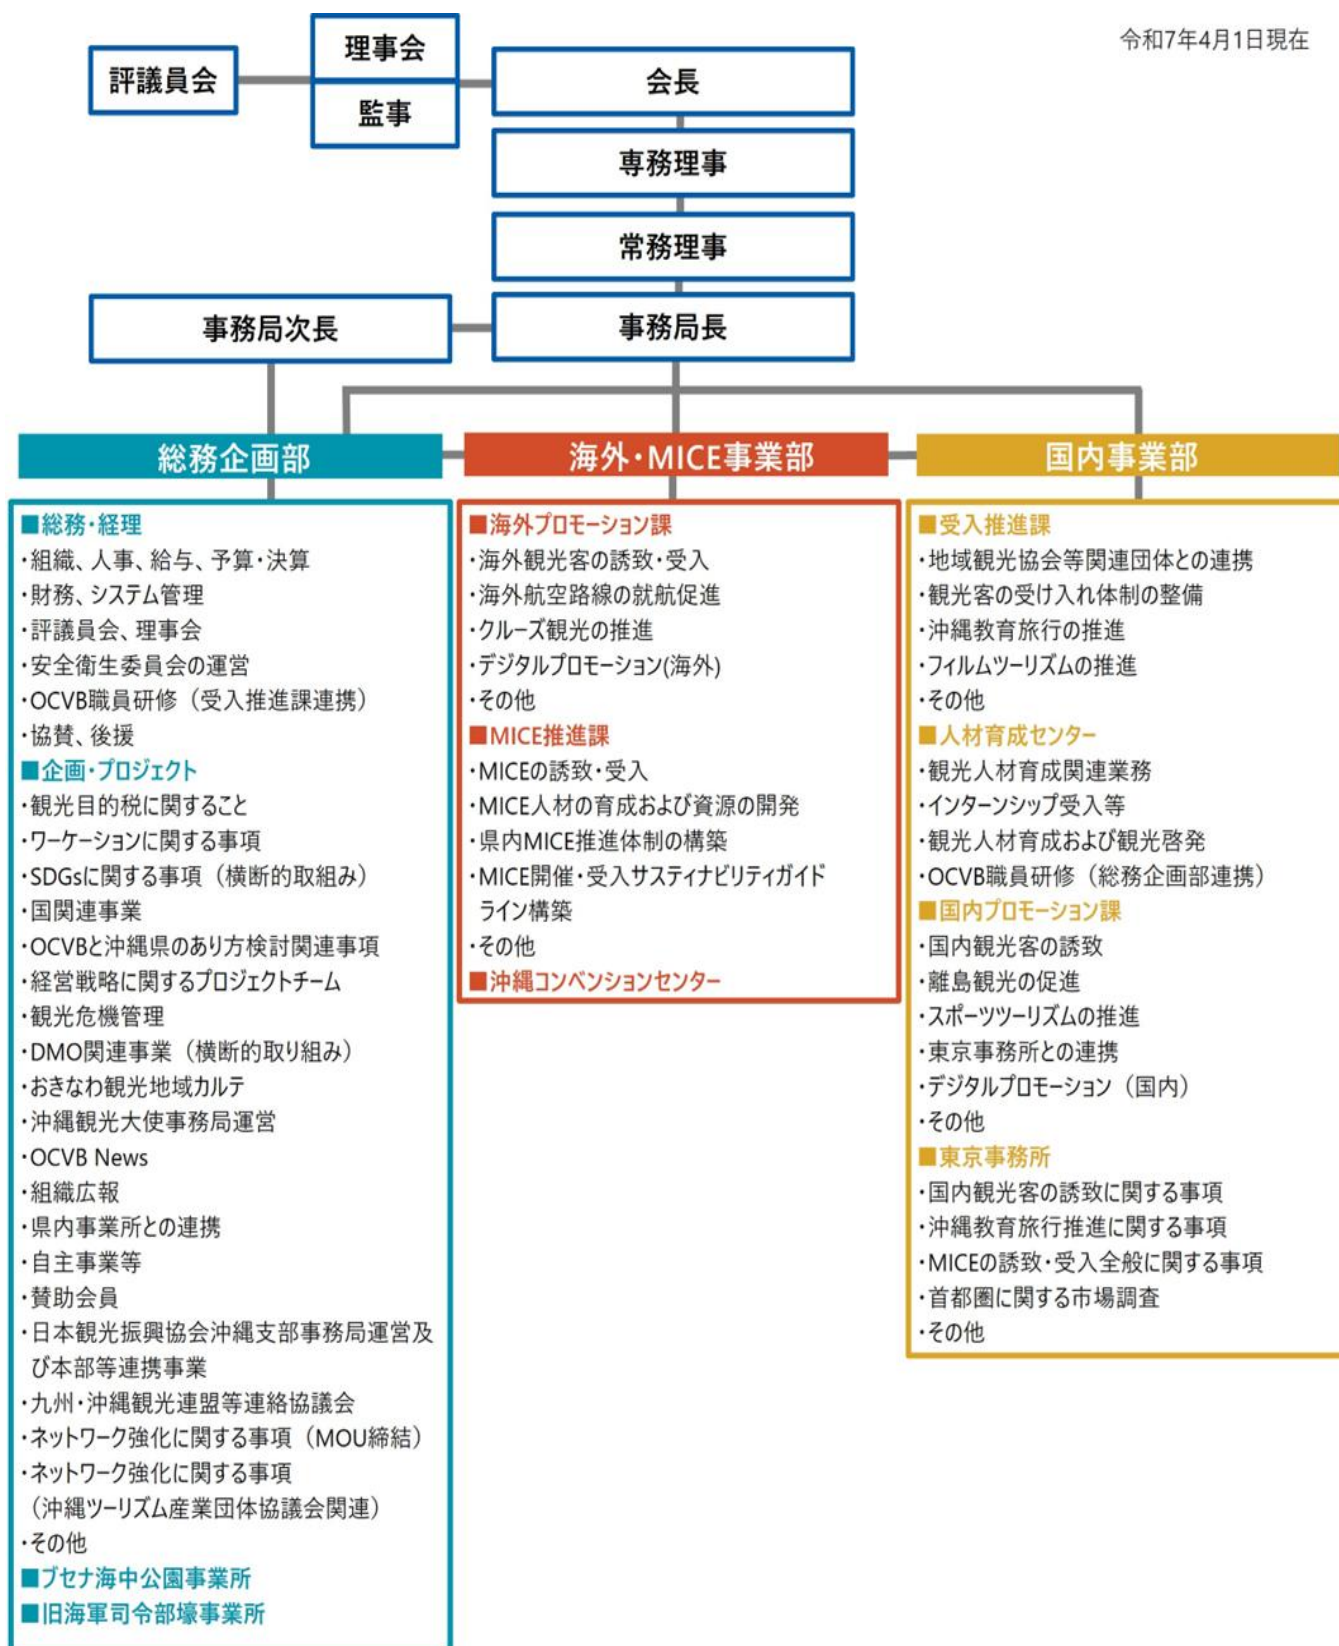 令和7年4月1日現在
評議員会
理事会
監事
会長
専務理事
常務理事
事務局次長
事務局長
総務企画部
■総務・経理
・組織、人事、給与、予算・決算
・財務、システム管理
・評議員会、理事会
・安全衛生委員会の運営
・OCVB職員研修（受入推進課連携）
・協賛、後援
■企画・プロジェクト
・観光目的税に関すること
・ワーケーションに関する事項
・SDGsに関する事項（横断的取組み）
・国関連事業
・OCVBと沖縄県のあり方検討関連事項
・経営戦略に関するプロジェクトチーム
・観光危機管理
・DMO関連事業（横断的取り組み）
・おきなわ観光地域カルテ
・沖縄観光大使事務局運営
・OCVB News
・組織広報
・県内事業所との連携
・自主事業等
・賛助会員
・日本観光振興協会沖縄支部事務局運営及
び本部等連携事業
・九州・沖縄観光連盟等連絡協議会
・ネットワーク強化に関する事項（MOU締結）
・ネットワーク強化に関する事項
（沖縄ツーリズム産業団体協議会関連）
・その他
■ブセナ海中公園事業所
■旧海軍司令部壕事業所
海外・MICE事業部
■海外プロモーション課
・海外観光客の誘致・受入
・海外航空路線の就航促進
・クルーズ観光の推進
・デジタルプロモーション(海外)
・その他
■MICE推進課
・MICEの誘致・受入
・MICE人材の育成および資源の開発
・県内MICE推進体制の構築
・MICE開催・受入サスティナビリティガイド
ライン構築
・その他
■沖縄コンベンションセンター
国内事業部
■受入推進課
・地域観光協会等関連団体との連携
・観光客の受け入れ体制の整備
・沖縄教育旅行の推進
・フィルムツーリズムの推進
・その他
■人材育成センター
・観光人材育成関連業務
・インターンシップ受入等
・観光人材育成および観光啓発
・OCVB職員研修（総務企画部連携）
■国内プロモーション課
・国内観光客の誘致
・離島観光の促進
・スポーツツーリズムの推進
・東京事務所との連携
・デジタルプロモーション（国内）
・その他
■東京事務所
・国内観光客の誘致に関する事項
・沖縄教育旅行推進に関する事項
・MICEの誘致・受入全般に関する事項
・首都圏に関する市場調査
・その他